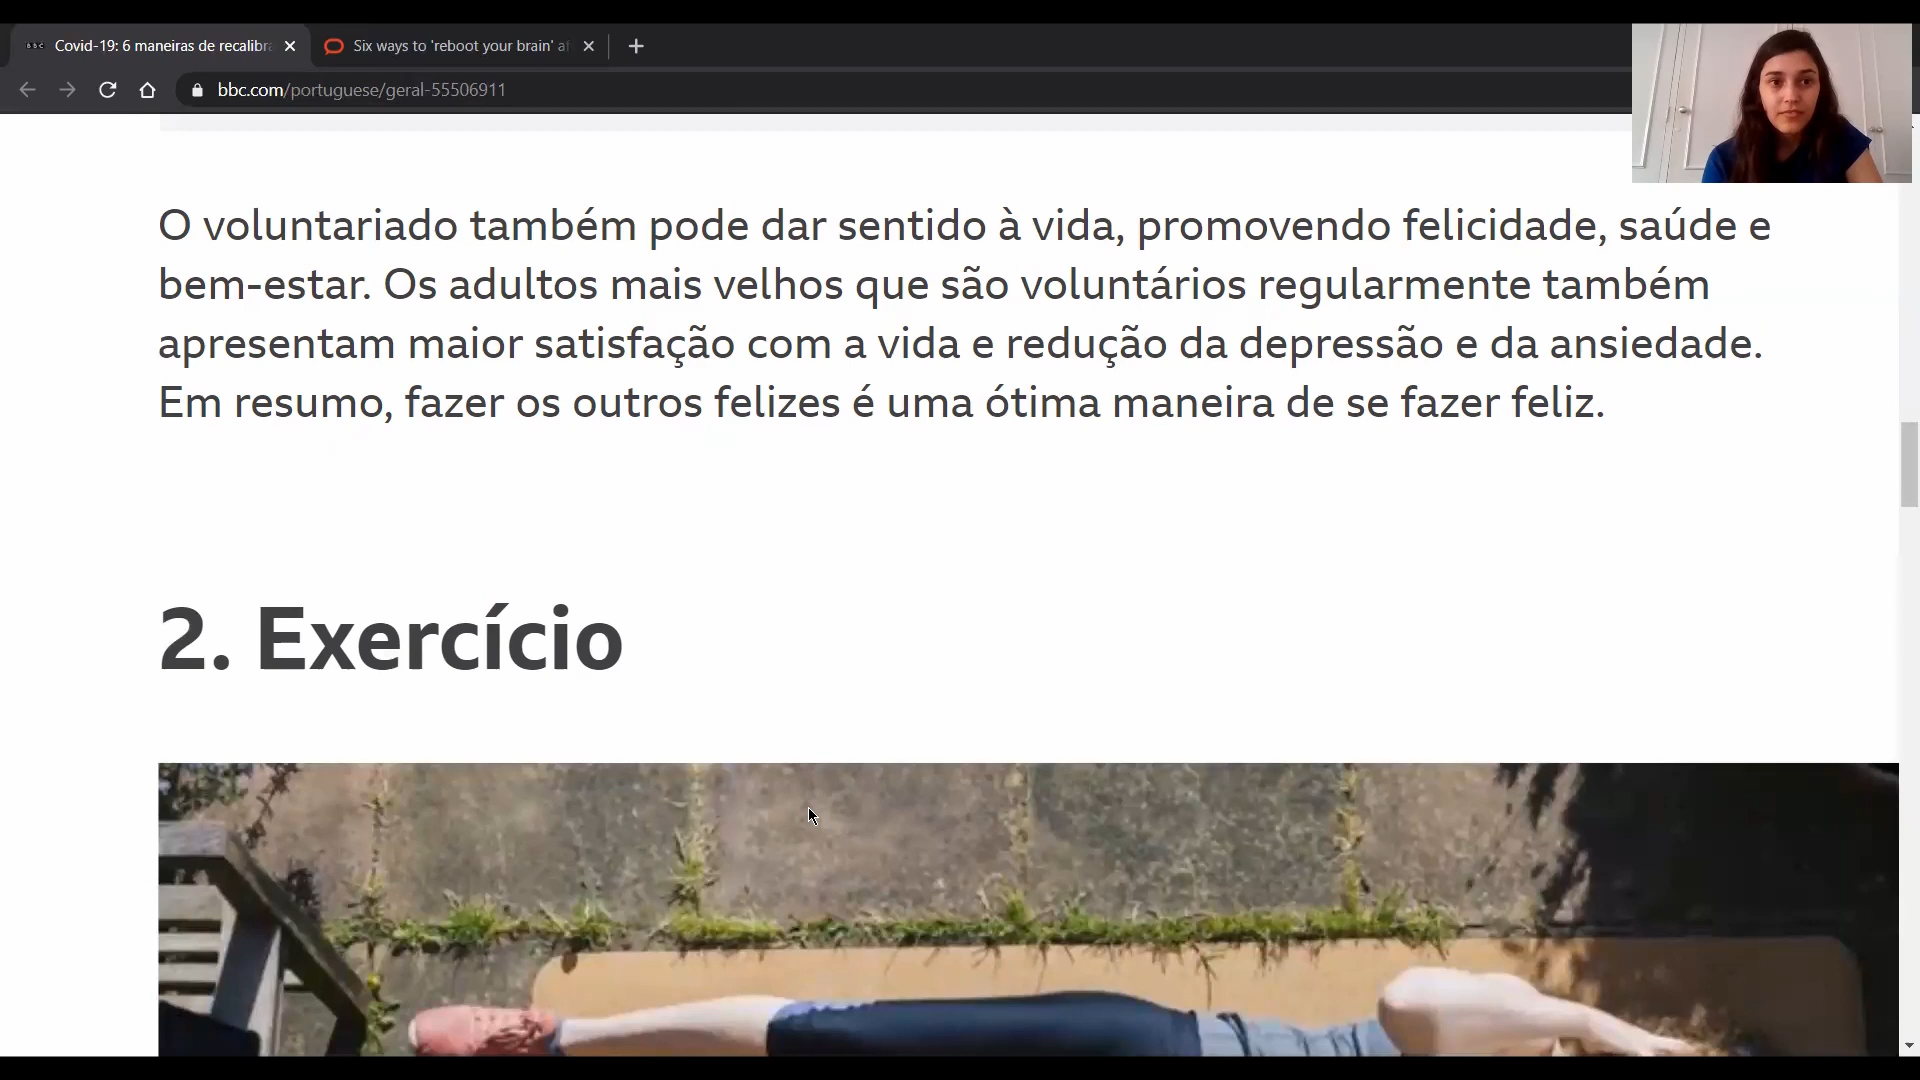 Covid-19: 6 maneiras de recalibra
Six ways to 'reboot your brain' a
bbc.com/portuguese/geral-55506911
O voluntariado também pode dar sentido à vida, promovendo felicidade, saúde e
bem-estar. Os adultos mais velhos que são voluntários regularmente também
apresentam maior satisfação com a vida e redução da depressão e da ansiedade.
Em resumo, fazer os outros felizes é uma ótima maneira de se fazer feliz.
2. Exercício